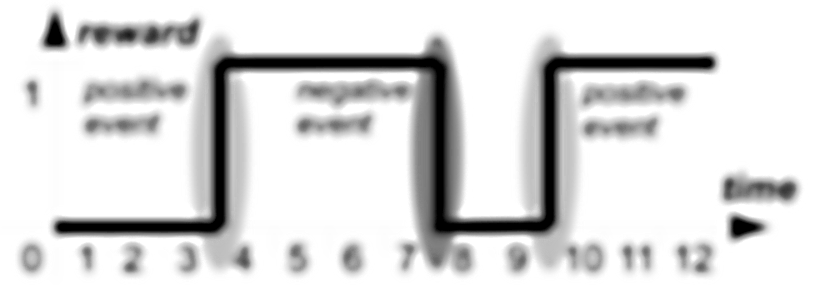 reward
1
positive
event
negative
event
positive
event
time
0 1 2 3 4 5 6 7 8 9 10 11 12